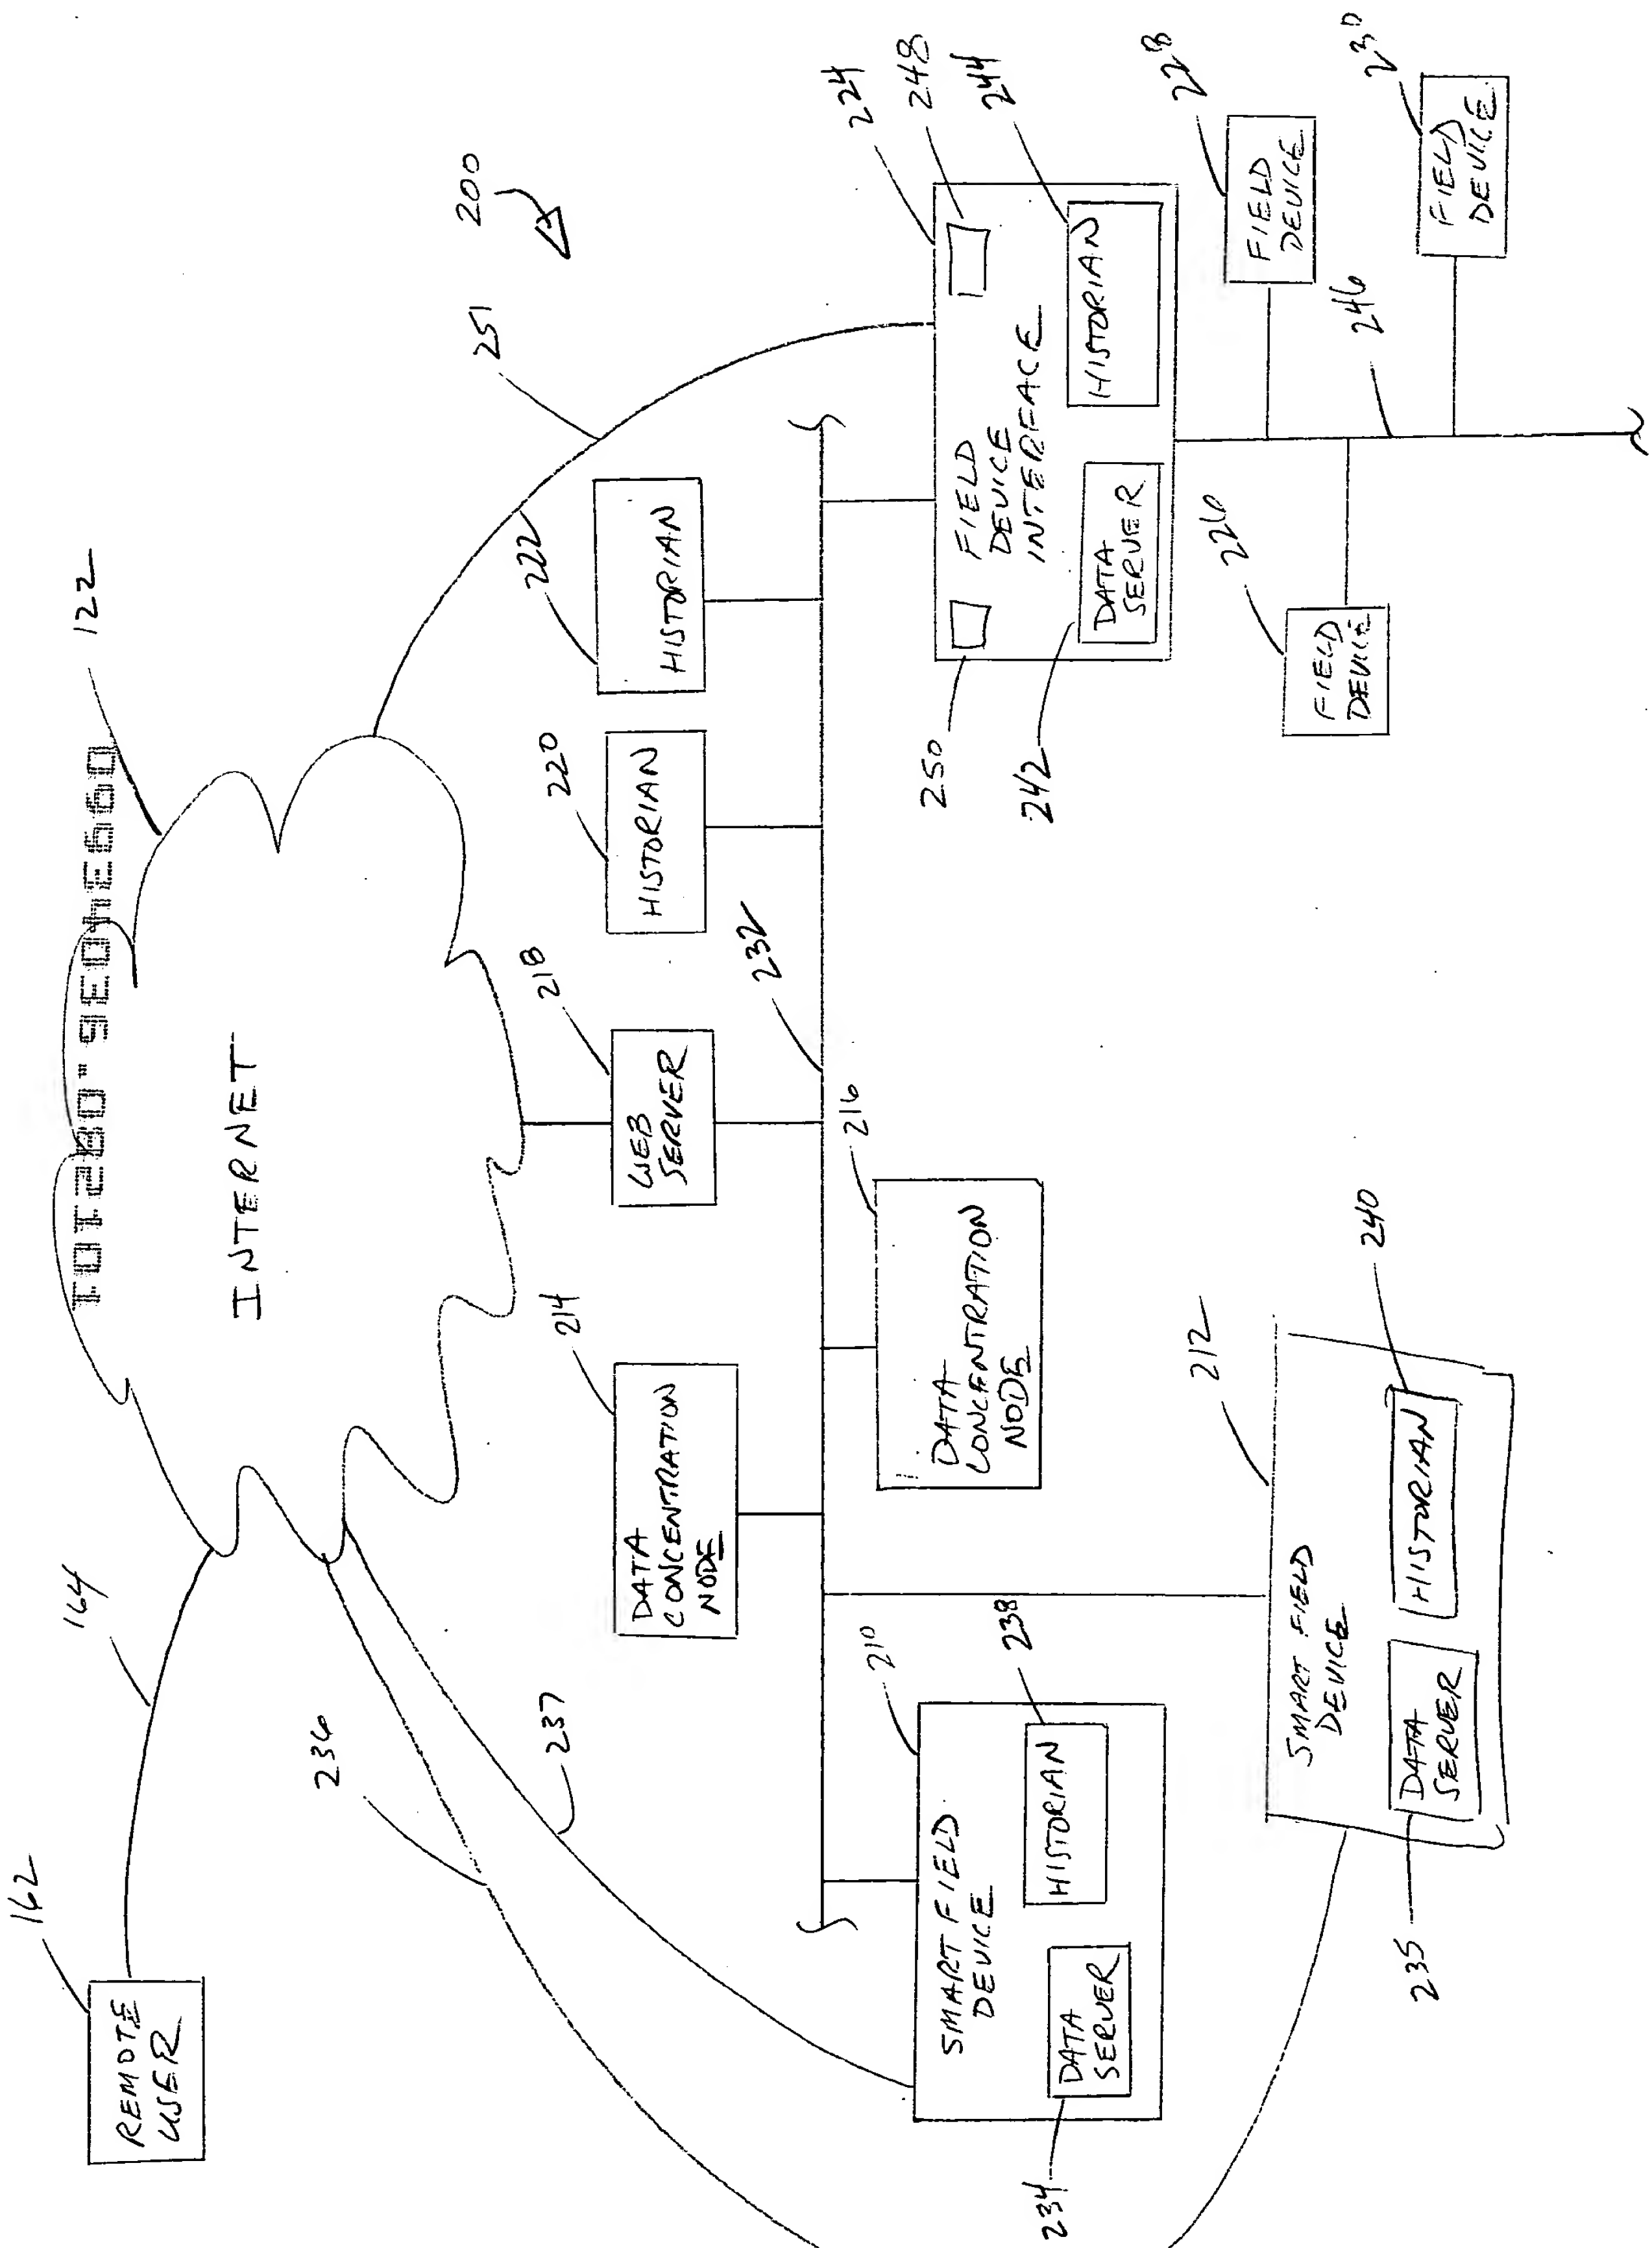 162
REMOTE
USER
164
09934035.082101
122
INTERNET
200
236
237
251
214
DATA
CONCENTRATION
NODE
218
WEB
SERVER
220
HISTORIAN
222
HISTORIAN
232
210
SMART FIELD
DEVICE
234
DATA
SERVER
238
HISTORIAN
216
DATA
CONCENTRATION
NODE
224
248
244
250
242
FIELD
DEVICE
INTERFACE
DATA
SERVER
HISTORIAN
212
SMART FIELD
DEVICE
235
DATA
SERVER
240
HISTORIAN
226
FIELD
DEVICE
228
FIELD
DEVICE
246
230
FIELD
DEVICE